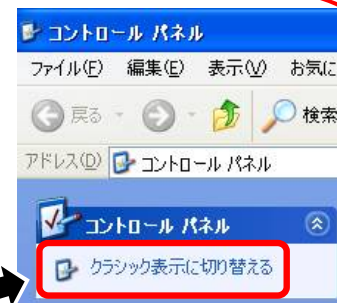 コントロール パネル
ファイル(F) 編集(E) 表示(V) お気に
戻る 検索
アドレス(D) コントロール パネル
コントロール パネル
クラシック表示に切り替える